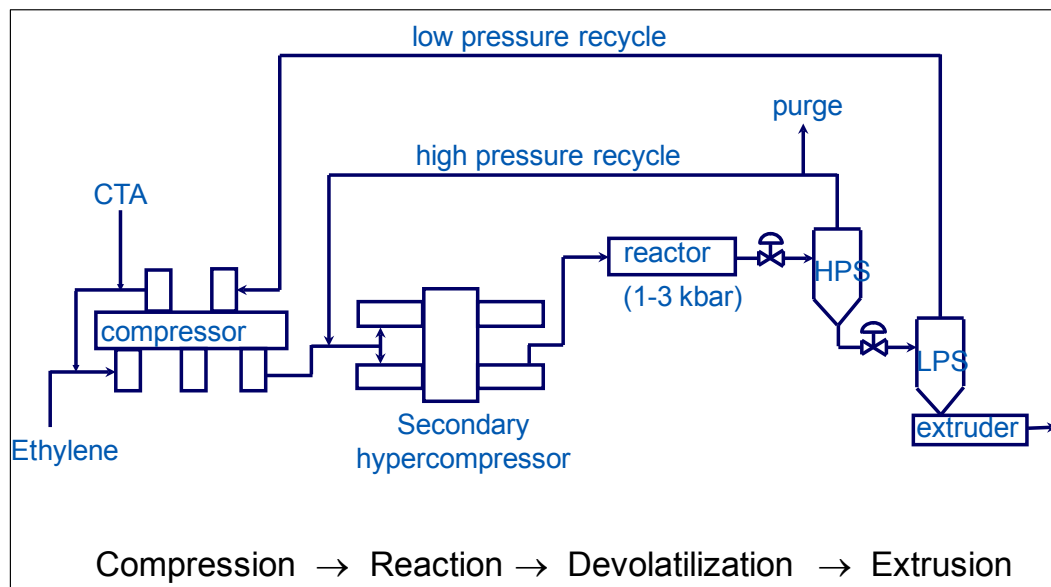 low pressure recycle
purge
high pressure recycle
CTA
reactor
(1-3 kbar)
HPS
compressor
LPS
Secondary
hypercompressor
extruder
Ethylene
Compression → Reaction → Devolatilization → Extrusion